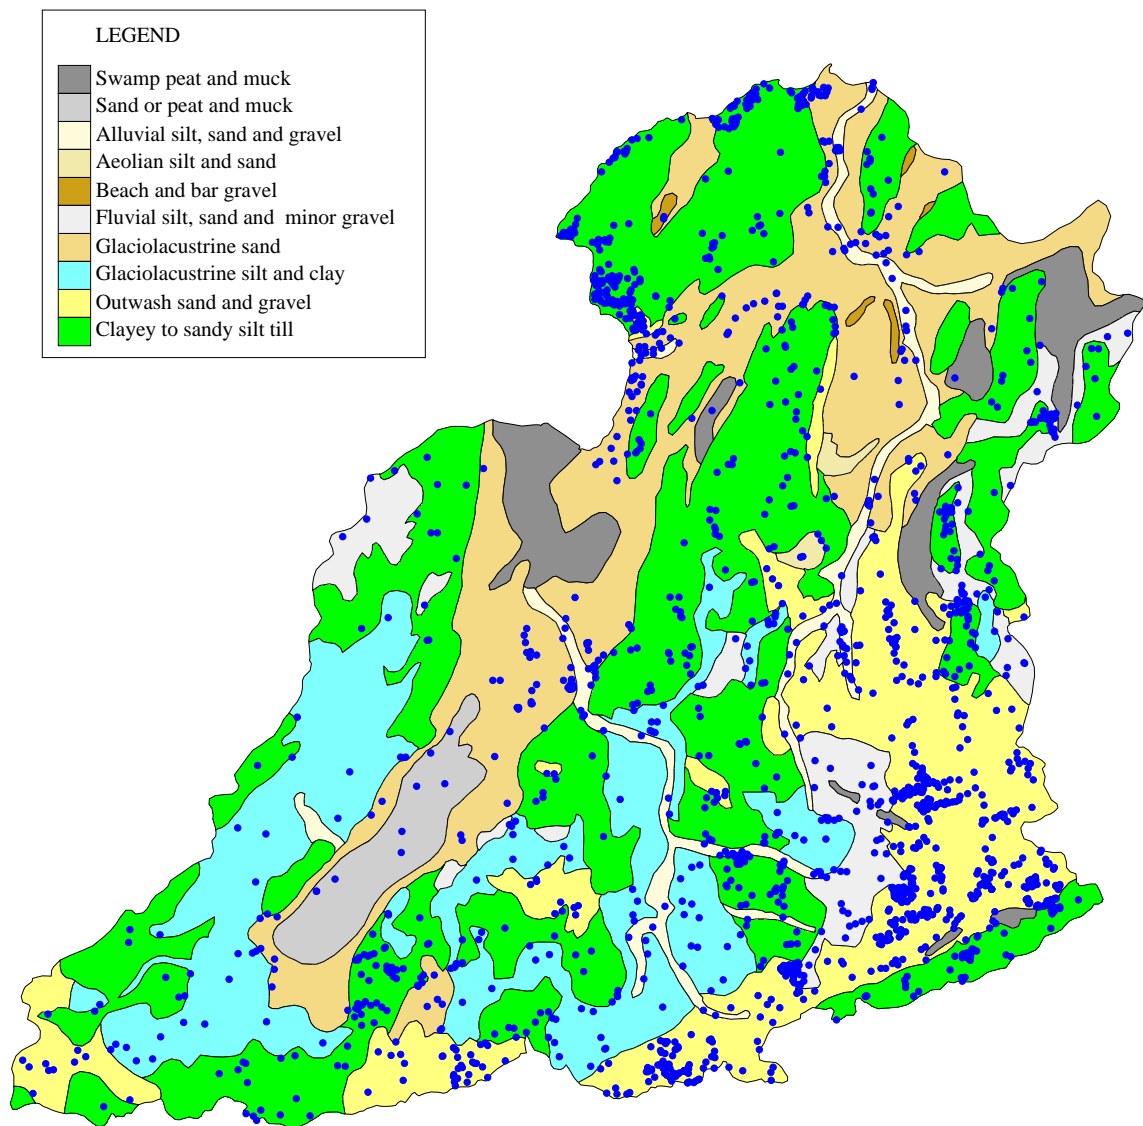 LEGEND
Swamp peat and muck
Sand or peat and muck
Alluvial silt, sand and gravel
Aeolian silt and sand
Beach and bar gravel
Fluvial silt, sand and minor gravel
Glaciolacustrine sand
Glaciolacustrine silt and clay
Outwash sand and gravel
Clayey to sandy silt till